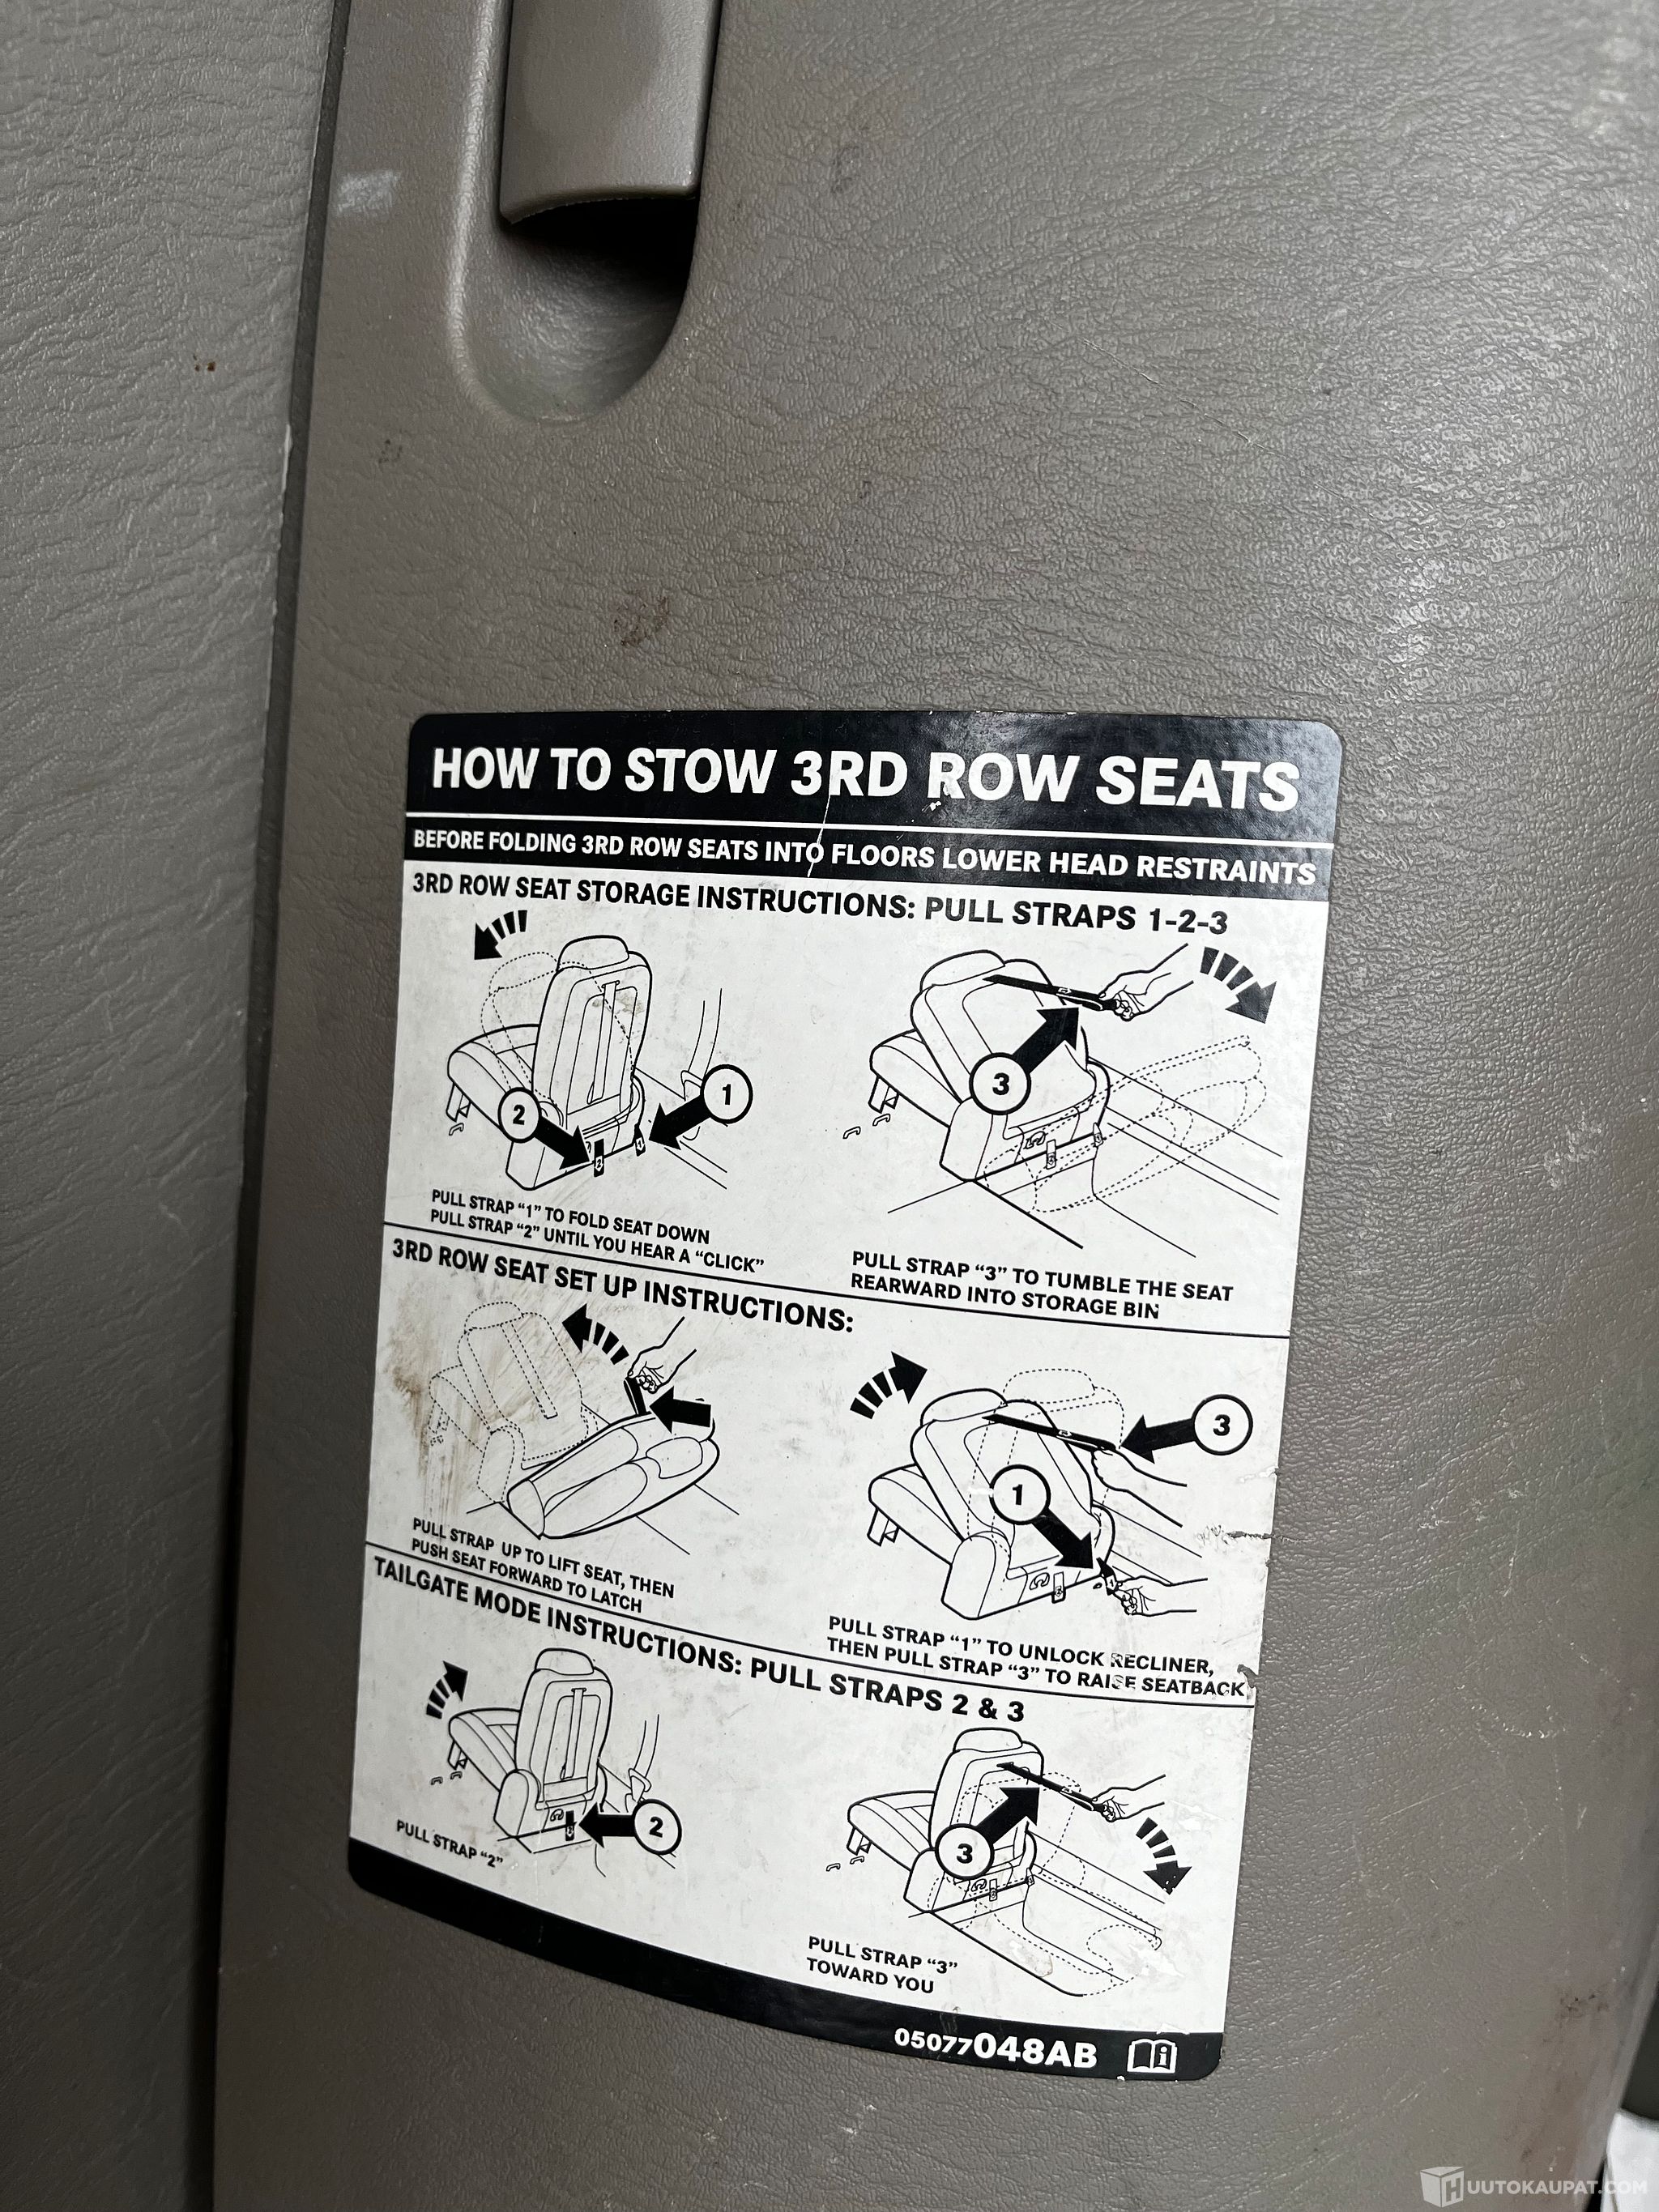 HOW TO STOW 3RD ROW SEATS
BEFORE FOLDING 3RD ROW SEATS INTO FLOORS LOWER HEAD RESTRAINTS
3RD ROW SEAT STORAGE INSTRUCTIONS: PULL STRAPS 1-2-3
2
1
3
PULL STRAP “1” TO FOLD SEAT DOWN
PULL STRAP “2” UNTIL YOU HEAR A “CLICK”
PULL STRAP “3” TO TUMBLE THE SEAT
REARWARD INTO STORAGE BIN
3RD ROW SEAT SET UP INSTRUCTIONS:
3
1
PULL STRAP UP TO LIFT SEAT, THEN
PUSH SEAT FORWARD TO LATCH
PULL STRAP “1” TO UNLOCK RECLINER,
THEN PULL STRAP “3” TO RAISE SEATBACK
TAILGATE MODE INSTRUCTIONS: PULL STRAPS 2 & 3
2
3
PULL STRAP “2”
PULL STRAP “3”
TOWARD YOU
05077048AB
HUUTOKAUPAT.COM